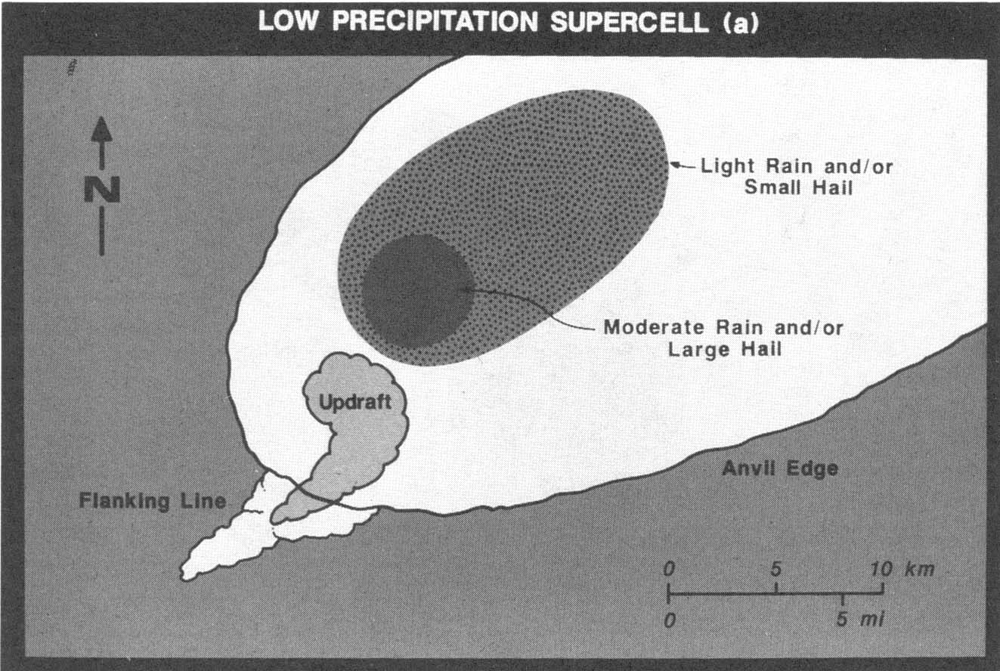 LOW PRECIPITATION SUPERCELL (a)
N
Light Rain and/or
Small Hail
Moderate Rain and/or
Large Hail
Updraft
Anvil Edge
Flanking Line
0 5 10 km
0 5 mi